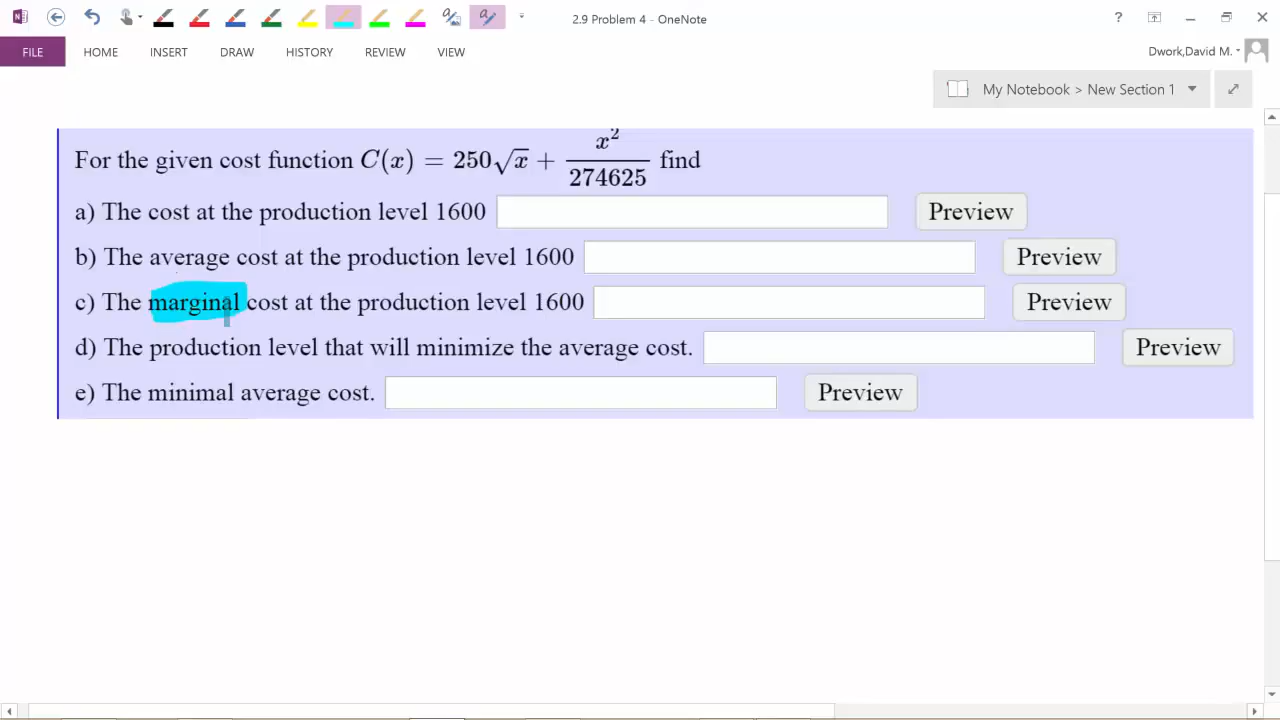 2.9 Problem 4 - OneNote
?
FILE HOME INSERT DRAW HISTORY REVIEW VIEW
Dwork,David M.
My Notebook > New Section 1
For the given cost function C(x) = 250√x + x²/274625 find
a) The cost at the production level 1600 Preview
b) The average cost at the production level 1600 Preview
c) The marginal cost at the production level 1600 Preview
d) The production level that will minimize the average cost. Preview
e) The minimal average cost. Preview